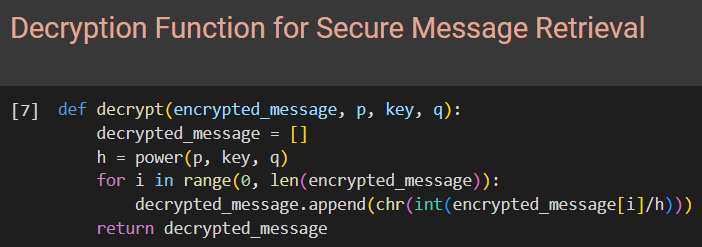 Decryption Function for Secure Message Retrieval
[7] def decrypt(encrypted_message, p, key, q):
    decrypted_message = []
    h = power(p, key, q)
    for i in range(0, len(encrypted_message)):
        decrypted_message.append(chr(int(encrypted_message[i]/h)))
    return decrypted_message